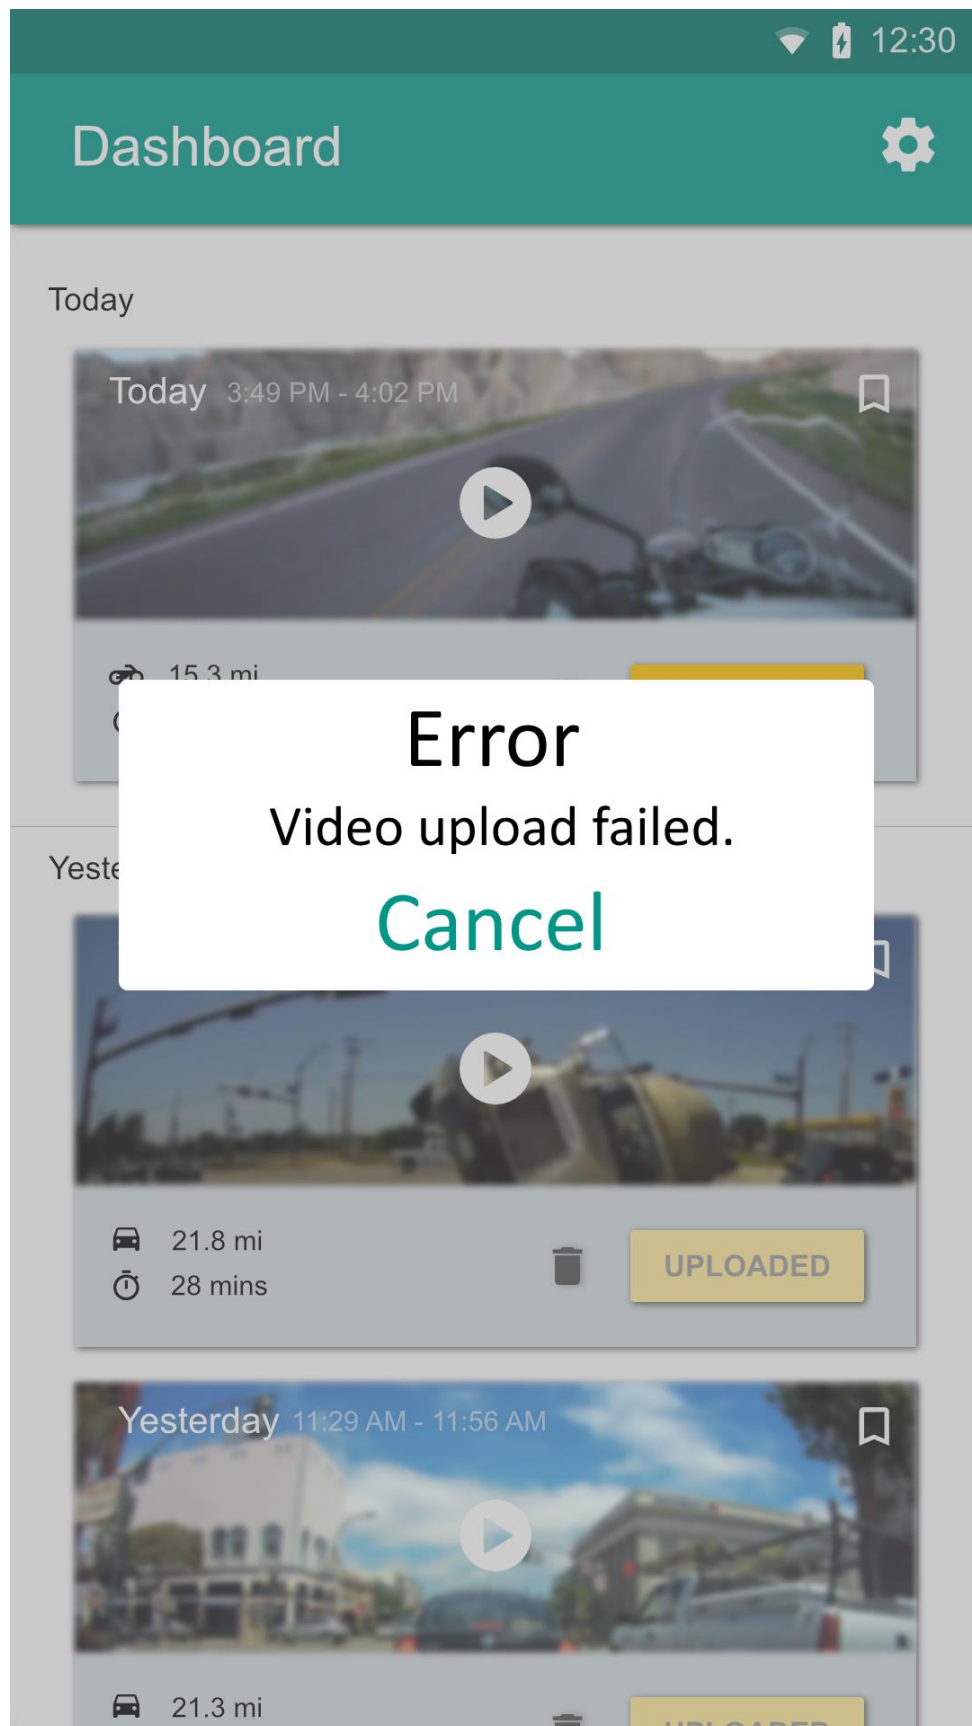 12:30
Dashboard
Today
Today 3:49 PM - 4:02 PM
15.3 mi
Error
Video upload failed.
Cancel
21.8 mi
28 mins
UPLOADED
Yesterday 11:29 AM - 11:56 AM
21.3 mi
UPLOADED